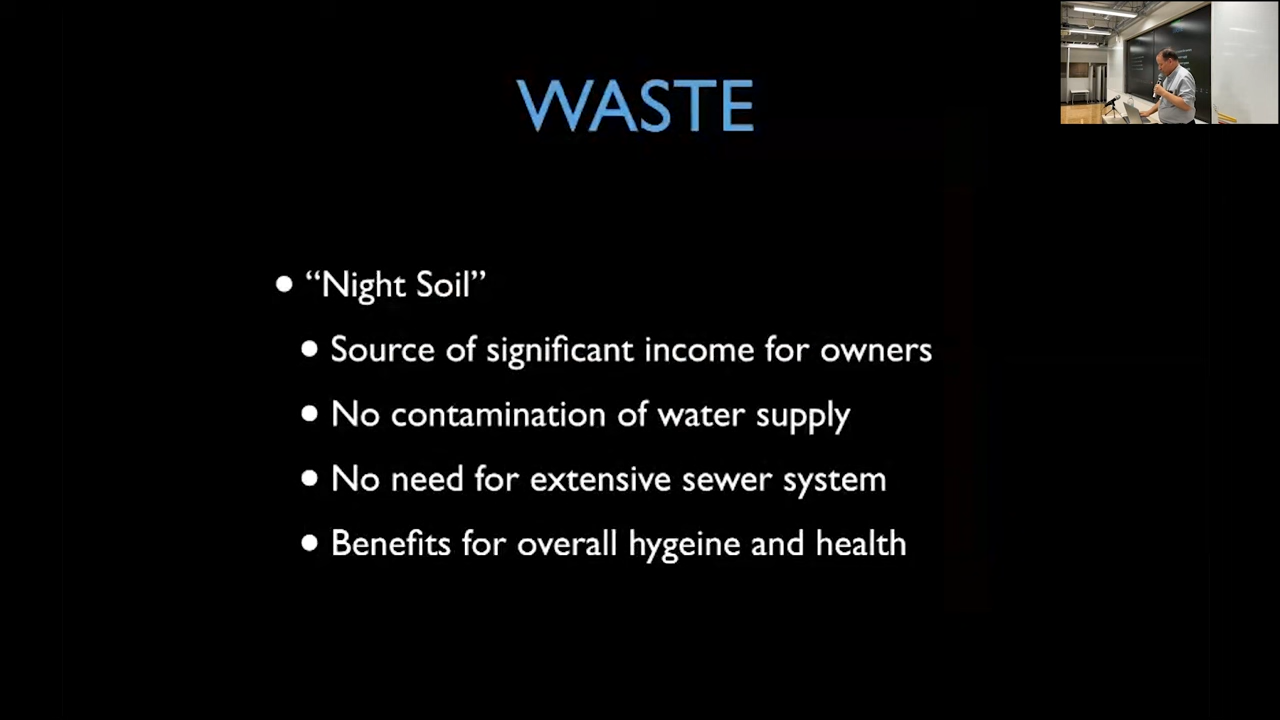 WASTE
• “Night Soil”
• Source of significant income for owners
• No contamination of water supply
• No need for extensive sewer system
• Benefits for overall hygeine and health